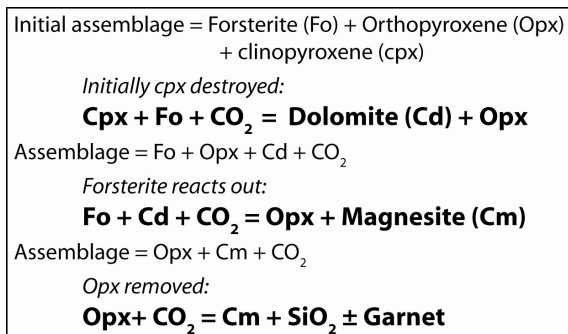 Initial assemblage = Forsterite (Fo) + Orthopyroxene (Opx)
+ clinopyroxene (cpx)
Initially cpx destroyed:
Cpx + Fo + CO₂ = Dolomite (Cd) + Opx
Assemblage = Fo + Opx + Cd + CO₂
Forsterite reacts out:
Fo + Cd + CO₂ = Opx + Magnesite (Cm)
Assemblage = Opx + Cm + CO₂
Opx removed:
Opx+ CO₂ = Cm + SiO₂ ± Garnet